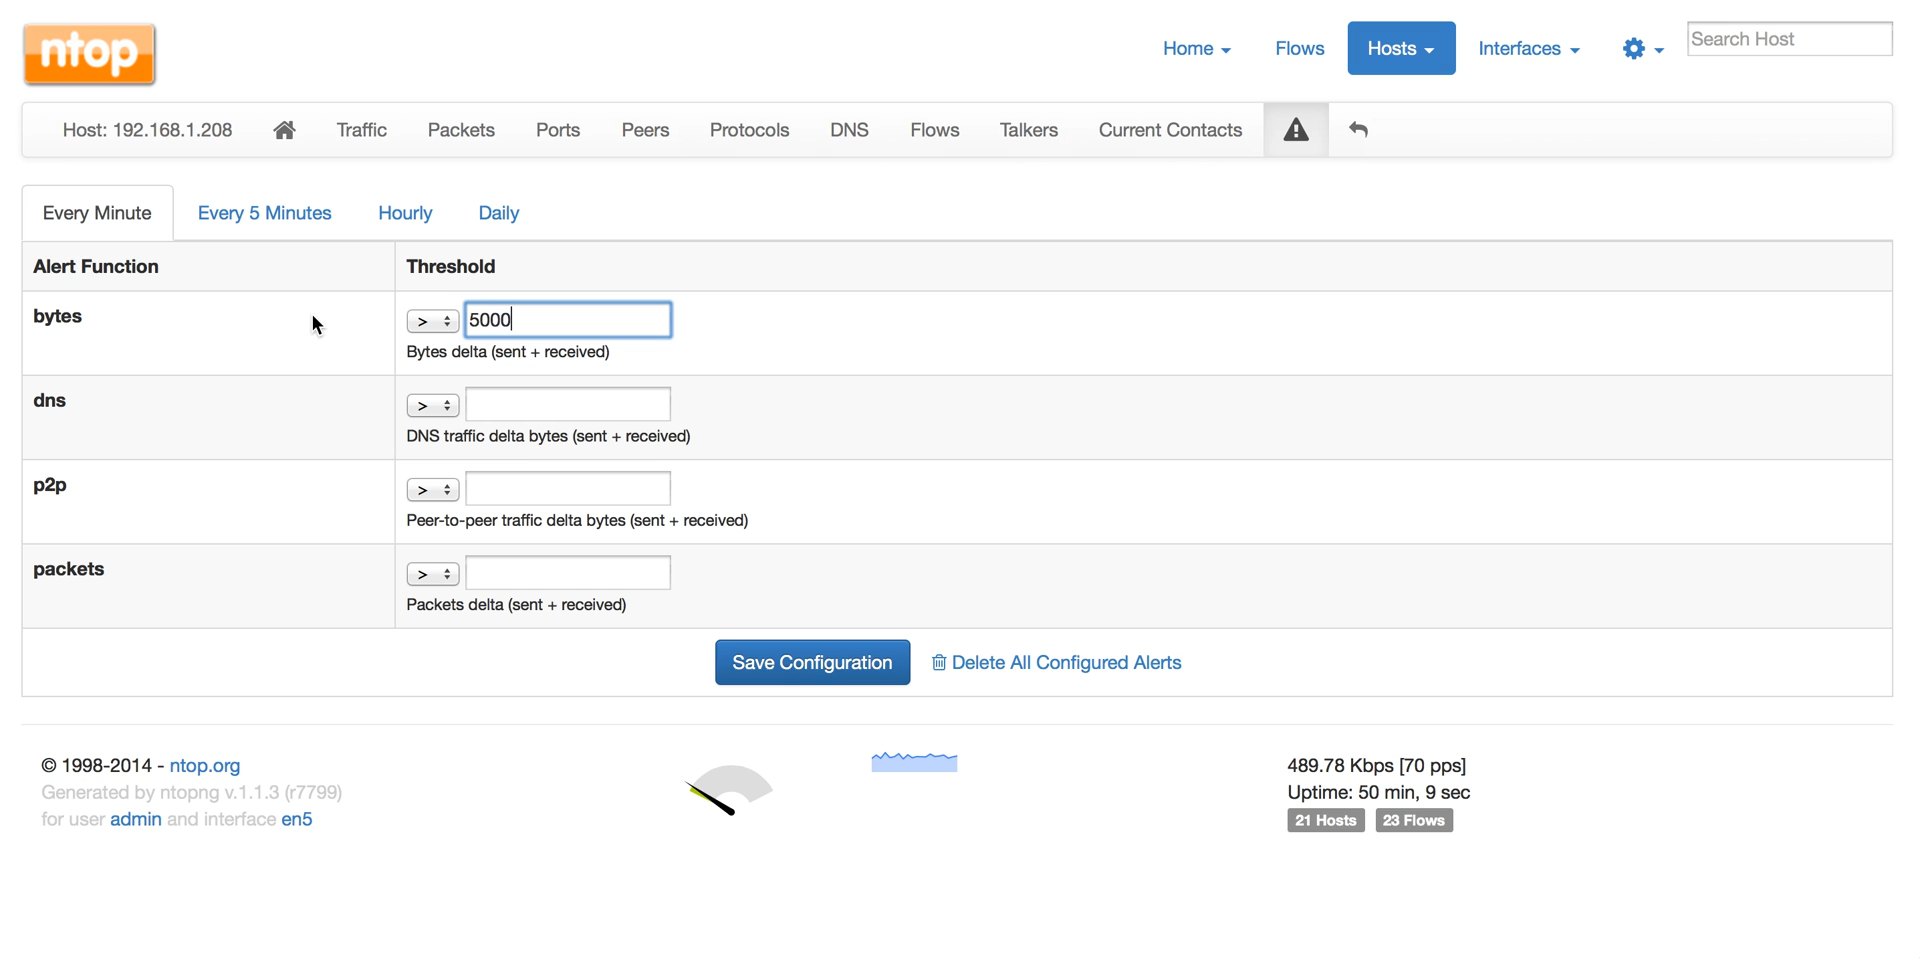 ntop
Home Flows Hosts Interfaces Search Host
Host: 192.168.1.208 Traffic Packets Ports Peers Protocols DNS Flows Talkers Current Contacts
Every Minute Every 5 Minutes Hourly Daily
Alert Function Threshold
bytes > 5000
Bytes delta (sent + received)
dns >
DNS traffic delta bytes (sent + received)
p2p >
Peer-to-peer traffic delta bytes (sent + received)
packets >
Packets delta (sent + received)
Save Configuration Delete All Configured Alerts
© 1998-2014 - ntop.org 489.78 Kbps [70 pps]
Generated by ntopng v.1.1.3 (r7799) Uptime: 50 min, 9 sec
for user admin and interface en5 21 Hosts 23 Flows